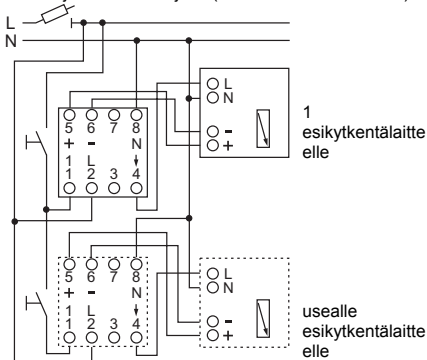 L
N
5 6 7 8
+ - N
1 L ↓
1 2 3 4
L
N
-
+
1
esikytkentälaitte
elle
5 6 7 8
+ - N
1 L ↓
1 2 3 4
L
N
-
+
usealle
esikytkentälaitte
elle